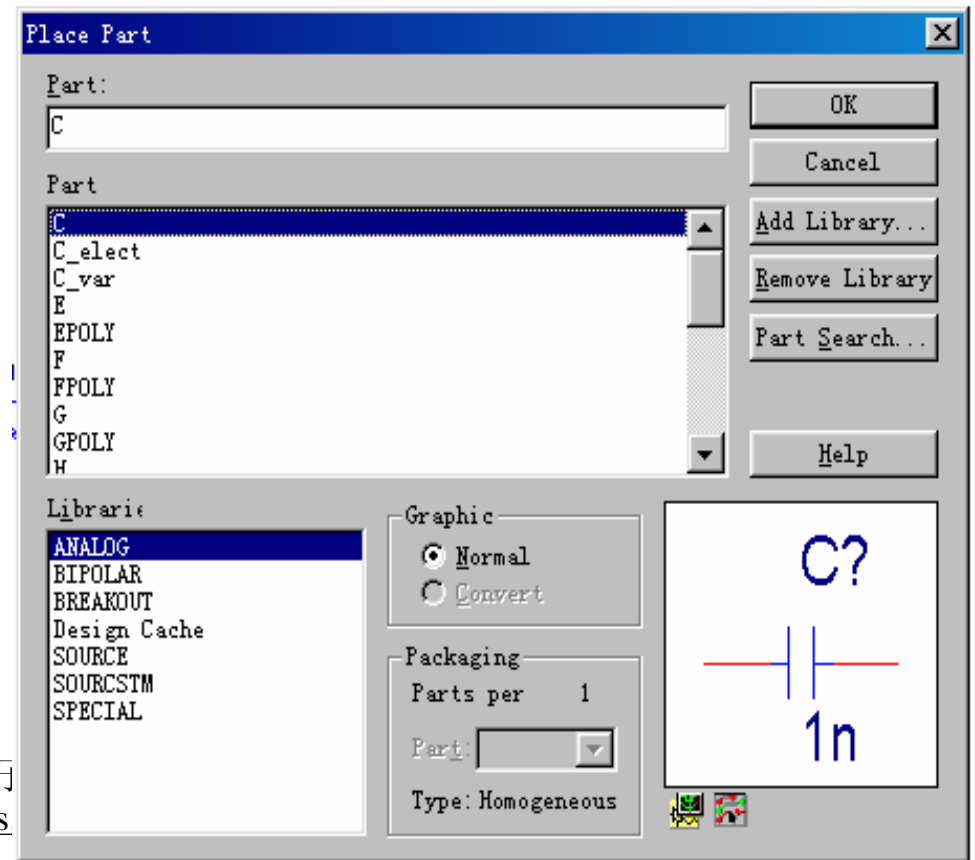 Place Part
Part:
C
OK
Cancel
Part
C
C_elect
C_var
E
EPOLY
F
FPOLY
G
GPOLY
H
Add Library...
Remove Library
Part Search...
Help
Librarie
ANALOG
BIPOLAR
BREAKOUT
Design Cache
SOURCE
SOURCSTM
SPECIAL
Graphic
Normal
Convert
Packaging
Parts per 1
Part:
Type: Homogeneous
C?
1n
s